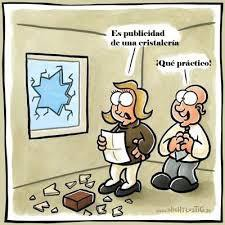 Es publicidad
de una cristalería
¡Qué práctico!